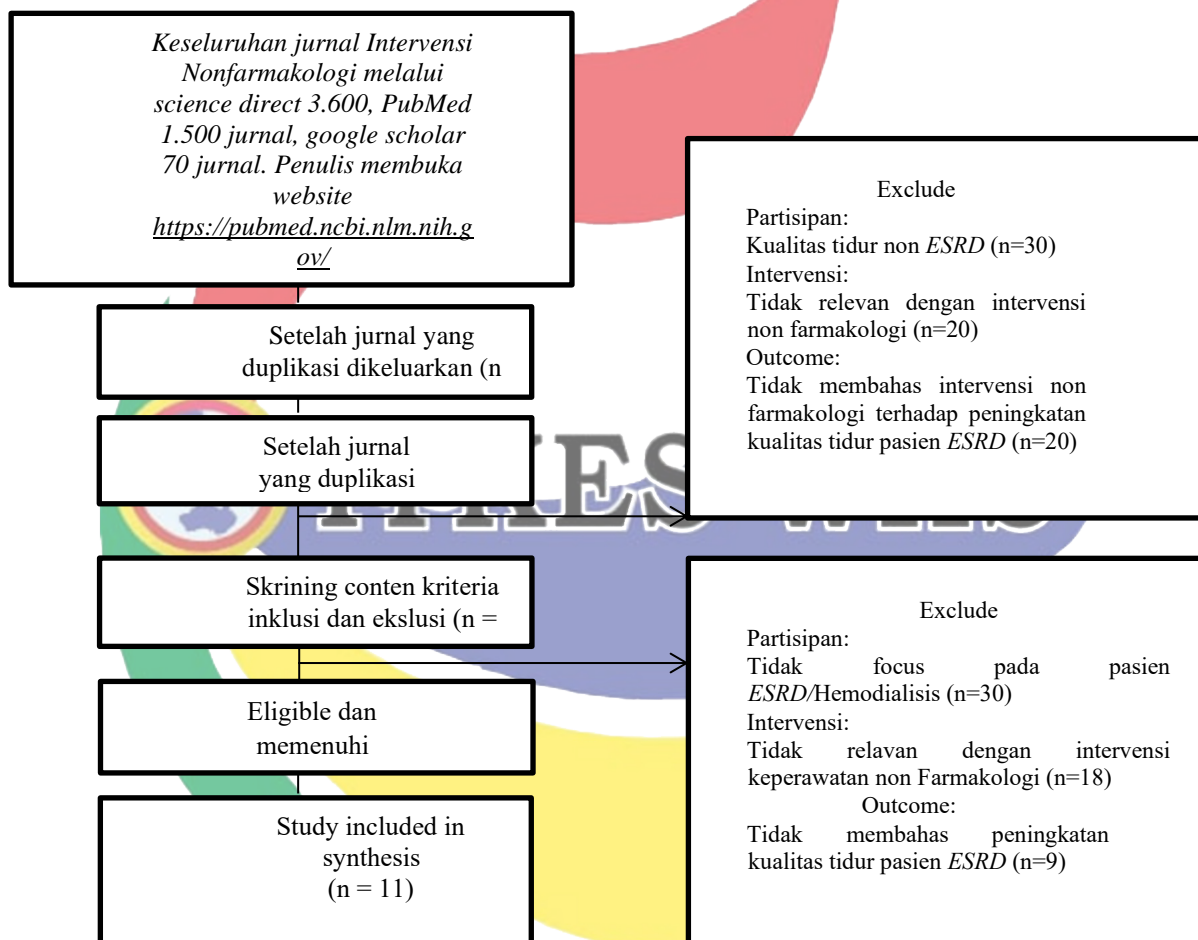 Keseluruhan jurnal Intervensi
Nonfarmakologi melalui
science direct 3.600, PubMed
1.500 jurnal, google scholar
70 jurnal. Penulis membuka
website
https://pubmed.ncbi.nlm.nih.g
ov/
Setelah jurnal yang
duplikasi dikeluarkan (n
Setelah jurnal
yang duplikasi
Exclude
Partisipan:
Kualitas tidur non ESRD (n=30)
Intervensi:
Tidak relevan dengan intervensi
non farmakologi (n=20)
Outcome:
Tidak membahas intervensi non
farmakologi terhadap peningkatan
kualitas tidur pasien ESRD (n=20)
Skrining conten kriteria
inklusi dan ekslusi (n =
Eligible dan
memenuhi
Exclude
Partisipan:
Tidak focus pada pasien
ESRD/Hemodialisis (n=30)
Intervensi:
Tidak relavan dengan intervensi
keperawatan non Farmakologi (n=18)
Outcome:
Tidak membahas peningkatan
kualitas tidur pasien ESRD (n=9)
Study included in
synthesis
(n = 11)